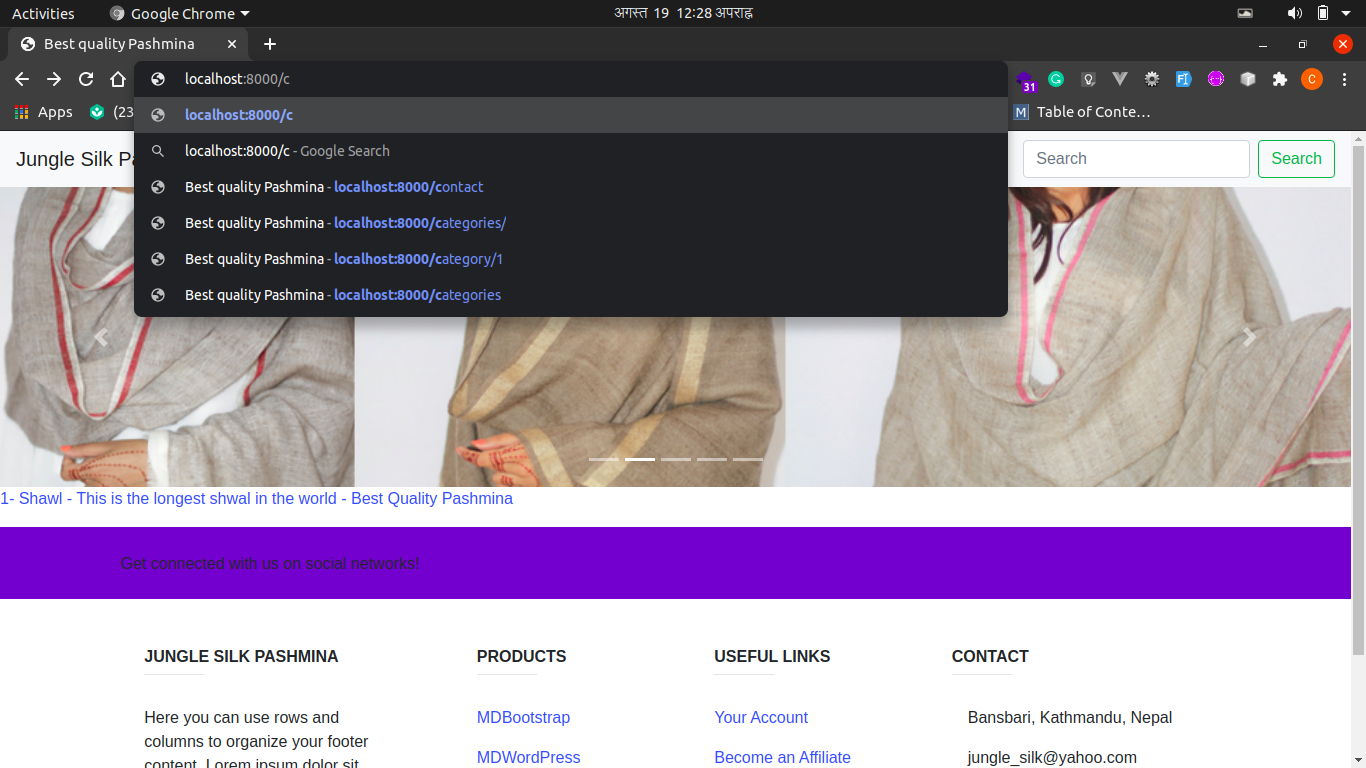 Activities Google Chrome अगस्त 19 12:28 अपराह्न
Best quality Pashmina
localhost:8000/c
31
Apps (23 Table of Conte…
localhost:8000/c
localhost:8000/c - Google Search
Best quality Pashmina - localhost:8000/contact
Best quality Pashmina - localhost:8000/categories/
Best quality Pashmina - localhost:8000/category/1
Best quality Pashmina - localhost:8000/categories
Jungle Silk Pa Search Search
1- Shawl - This is the longest shwal in the world - Best Quality Pashmina
Get connected with us on social networks!
JUNGLE SILK PASHMINA PRODUCTS USEFUL LINKS CONTACT
Here you can use rows and MDBootstrap Your Account Bansbari, Kathmandu, Nepal
columns to organize your footer
MDWordPress Become an Affiliate jungle_silk@yahoo.com
content. Lorem ipsum dolor sit